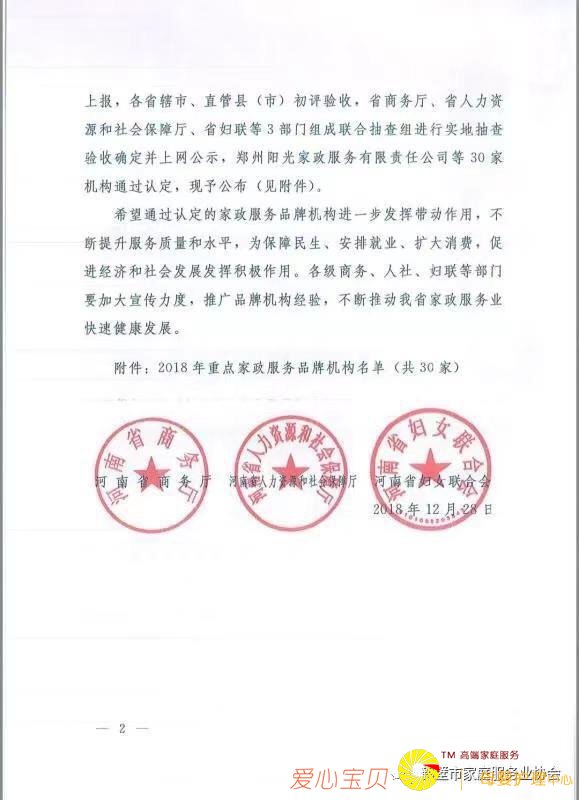 上报，各省辖市、直管县（市）初评验收，省商务厅、省人力资
源和社会保障厅、省妇联等3部门组成联合抽查组进行实地抽查
验收确定并上网公示，郑州阳光家政服务有限责任公司等30家
机构通过认定，现予公布（见附件）。
希望通过认定的家政服务品牌机构进一步发挥带动作用，不
断提升服务质量和水平，为保障民生、安排就业、扩大消费，促
进经济和社会发展发挥积极作用。各级商务、人社、妇联等部门
要加大宣传力度，推广品牌机构经验，不断推动我省家政服务业
快速健康发展。
附件：2018年重点家政服务品牌机构名单（共30家）
河南省商务厅
河南省人力资源和社会保障厅
河南省妇女联合会
河南省商务厅 河南省人力资源和社会保障厅 河南省妇女联合会
2018年12月28日
— 2 —
TM 高端家庭服务
鹤壁市家庭服务业协会
爱心宝贝
母婴护理中心